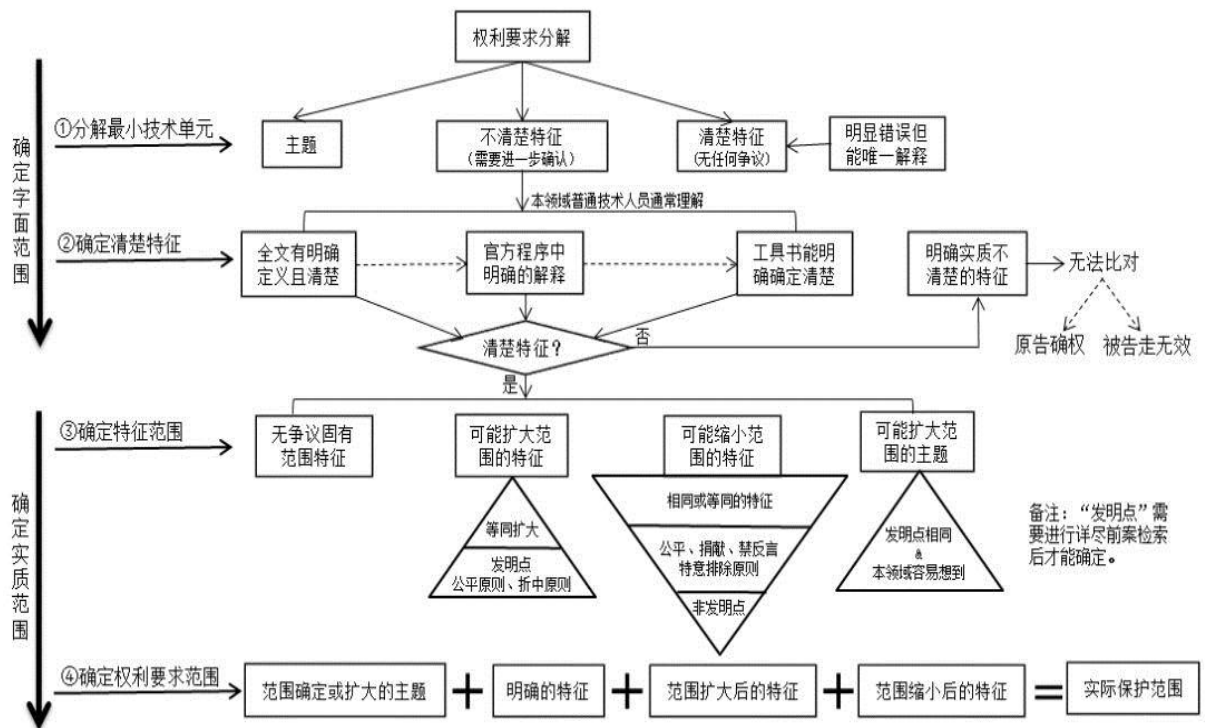 权利要求分解
确定字面范围
①分解最小技术单元
主题
不清楚特征
（需要进一步确认）
清楚特征
（无任何争议）
明显错误但
能唯一解释
本领域普通技术人员通常理解
②确定清楚特征
全文有明确
定义且清楚
官方程序中
明确的解释
工具书能明
确确定清楚
明确实质不
清楚的特征
无法比对
原告确权
被告走无效
清楚特征？
否
是
确定实质范围
③确定特征范围
无争议固有
范围特征
可能扩大范
围的特征
可能缩小范
围的特征
可能扩大范
围的主题
等同扩大
发明点
公平原则、折中原则
相同或等同的特征
公平、捐献、禁反言
特意排除原则
非发明点
发明点相同
&
本领域容易想到
备注：“发明点”需
要进行详尽前案检索
后才能确定。
④确定权利要求范围
范围确定或扩大的主题
+
明确的特征
+
范围扩大后的特征
+
范围缩小后的特征
=
实际保护范围